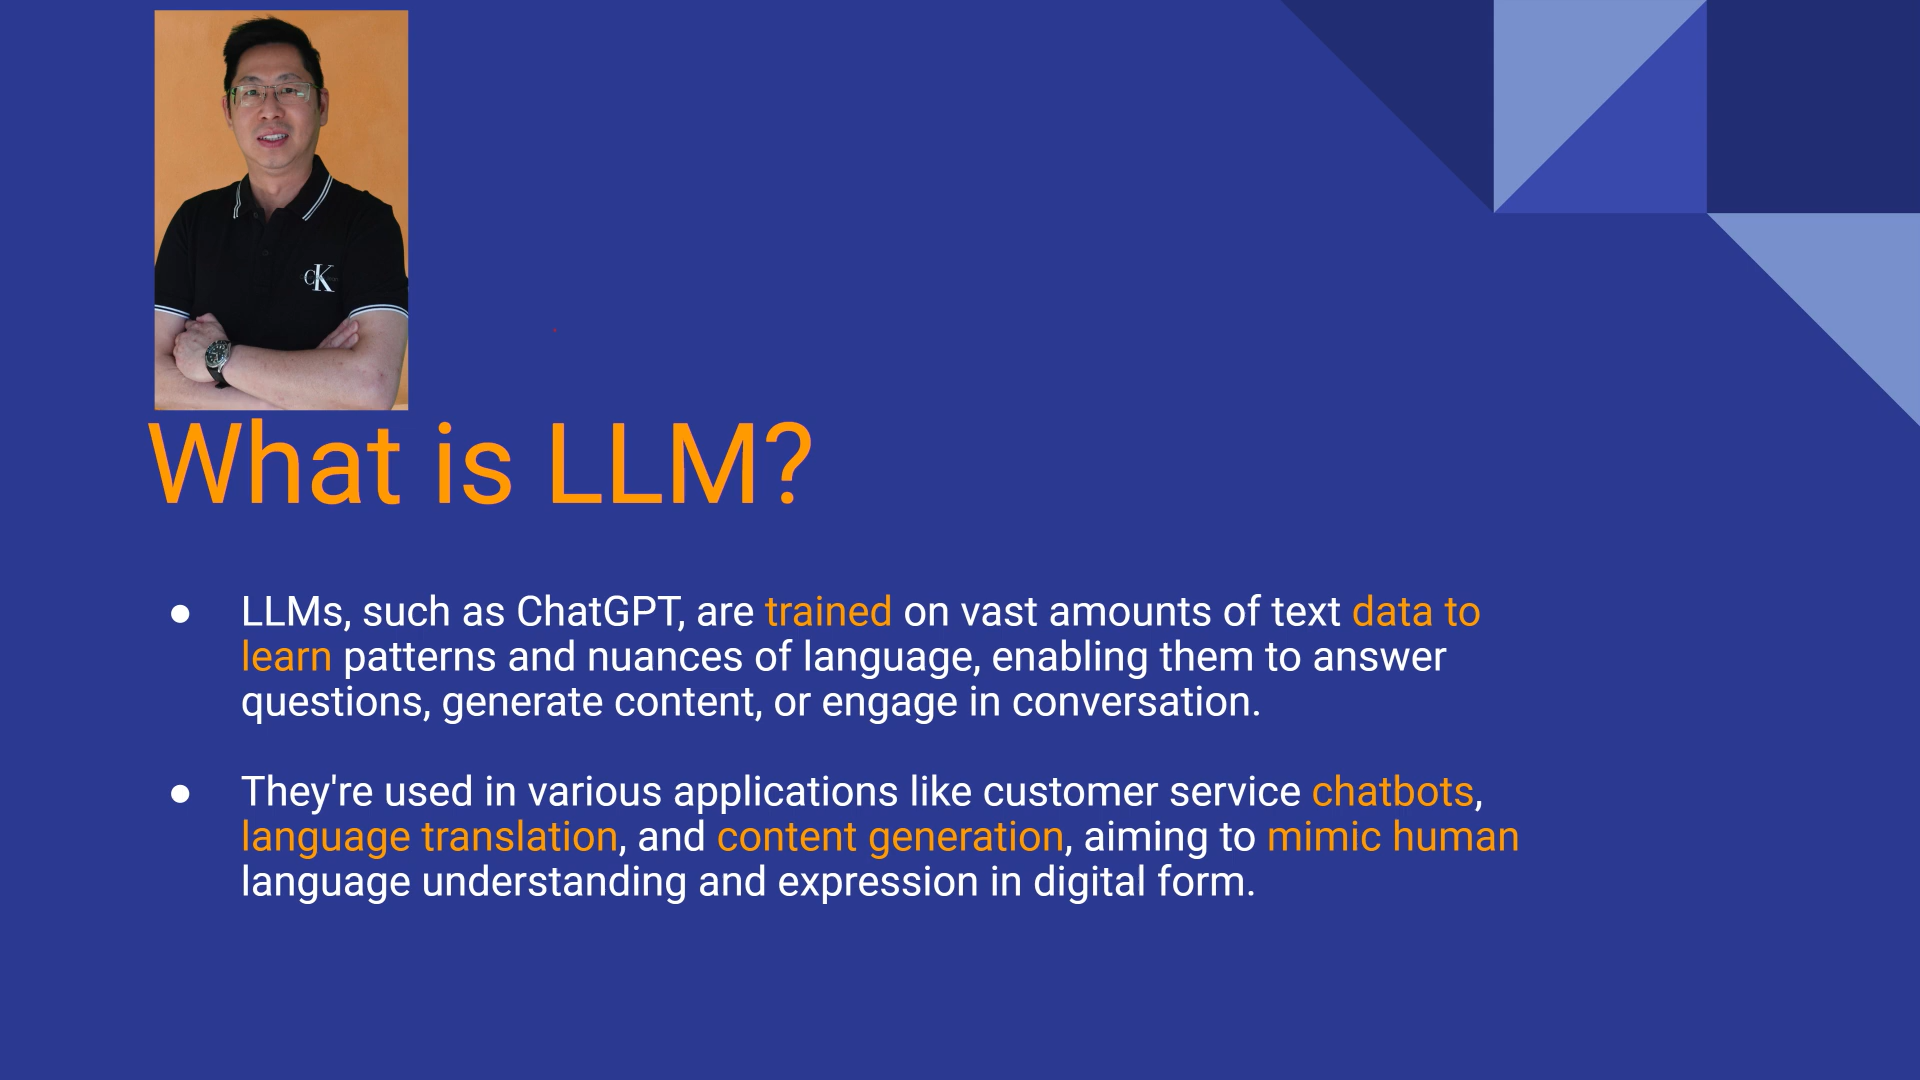 CK
What is LLM?
● LLMs, such as ChatGPT, are trained on vast amounts of text data to
learn patterns and nuances of language, enabling them to answer
questions, generate content, or engage in conversation.
● They're used in various applications like customer service chatbots,
language translation, and content generation, aiming to mimic human
language understanding and expression in digital form.